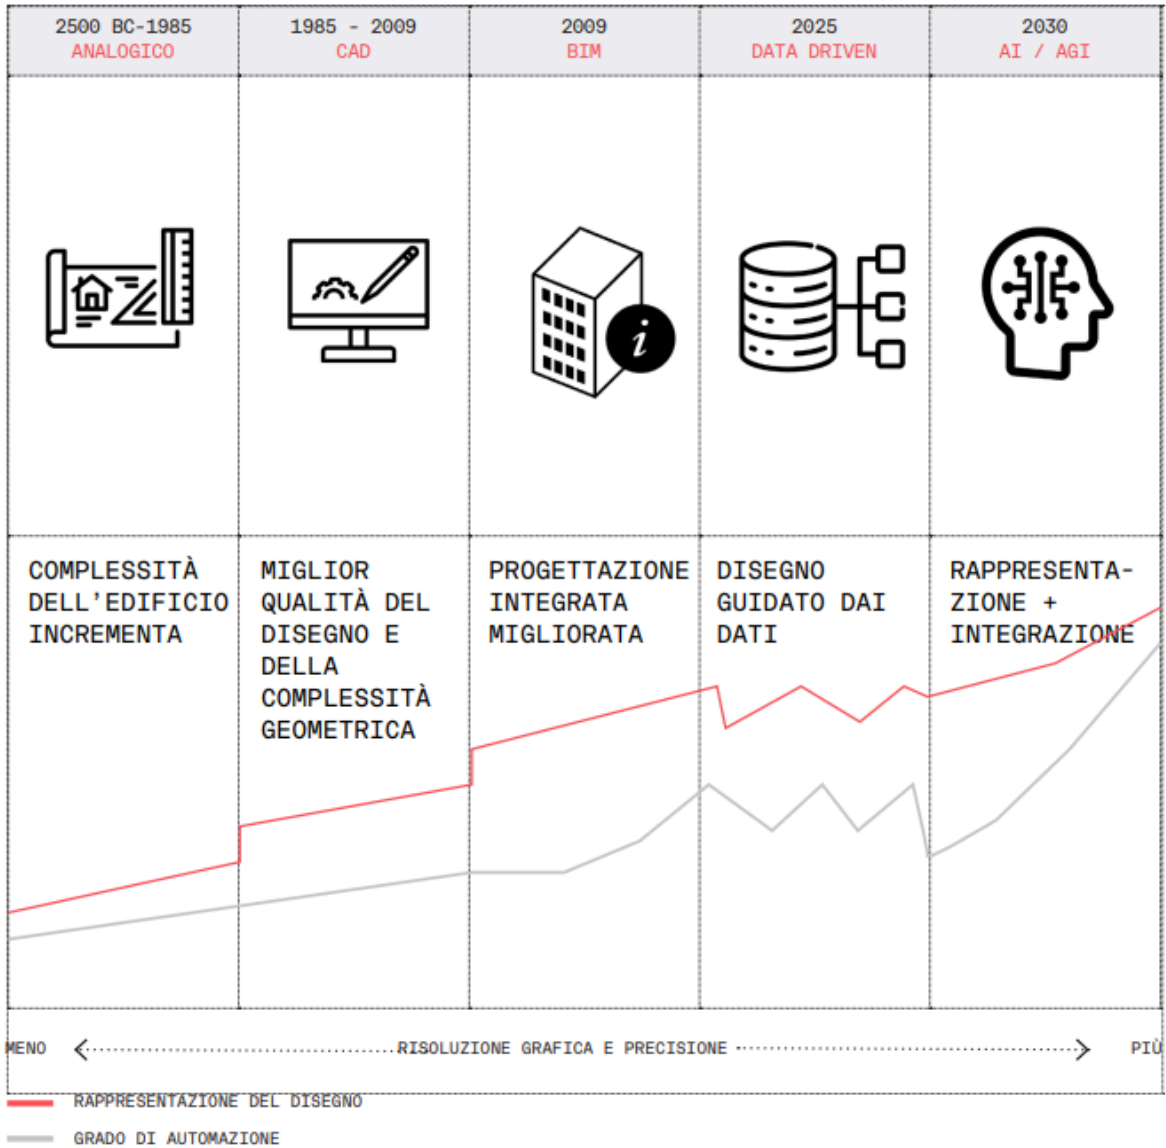 2500 BC-1985
ANALOGICO
1985 - 2009
CAD
2009
BIM
2025
DATA DRIVEN
2030
AI / AGI
i
COMPLESSITÀ
DELL'EDIFICIO
INCREMENTA
MIGLIOR
QUALITÀ DEL
DISEGNO E
DELLA
COMPLESSITÀ
GEOMETRICA
PROGETTAZIONE
INTEGRATA
MIGLIORATA
DISEGNO
GUIDATO DAI
DATI
RAPPRESENTA-
ZIONE +
INTEGRAZIONE
MENO
RISOLUZIONE GRAFICA E PRECISIONE
PIÙ
RAPPRESENTAZIONE DEL DISEGNO
GRADO DI AUTOMAZIONE